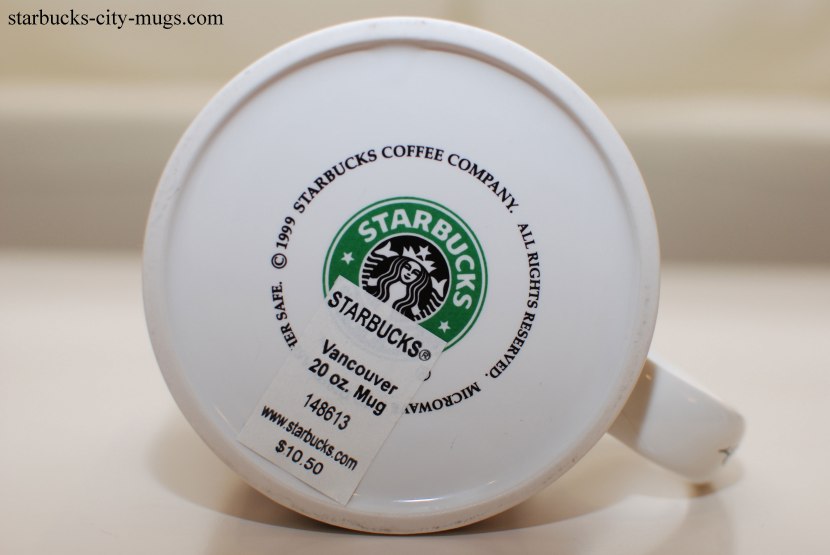 starbucks-city-mugs.com
© 1999 STARBUCKS COFFEE COMPANY. ALL RIGHTS RESERVED. MICROWAV
ER SAFE.
STARBUCKS
STARBUCKS®
Vancouver
20 oz. Mug
148613
www.starbucks.com
$10.50